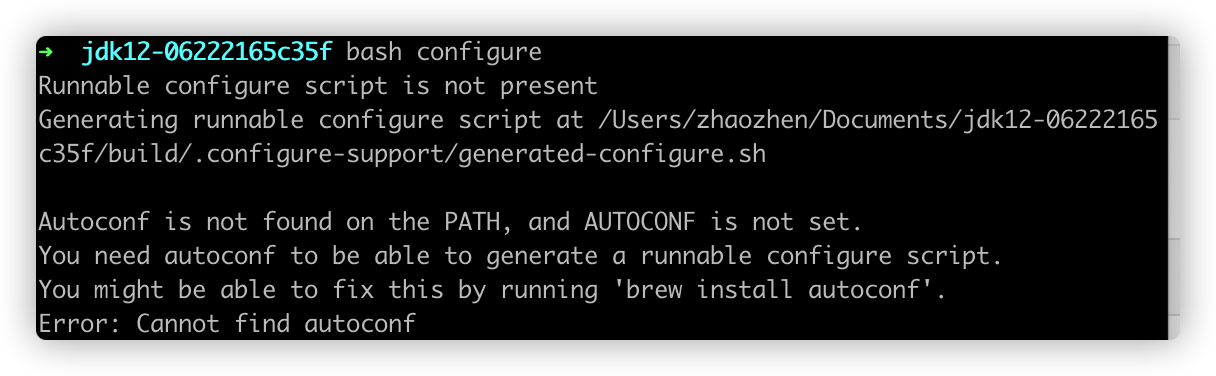 ➜  jdk12-06222165c35f bash configure
Runnable configure script is not present
Generating runnable configure script at /Users/zhaozhen/Documents/jdk12-06222165
c35f/build/.configure-support/generated-configure.sh

Autoconf is not found on the PATH, and AUTOCONF is not set.
You need autoconf to be able to generate a runnable configure script.
You might be able to fix this by running 'brew install autoconf'.
Error: Cannot find autoconf